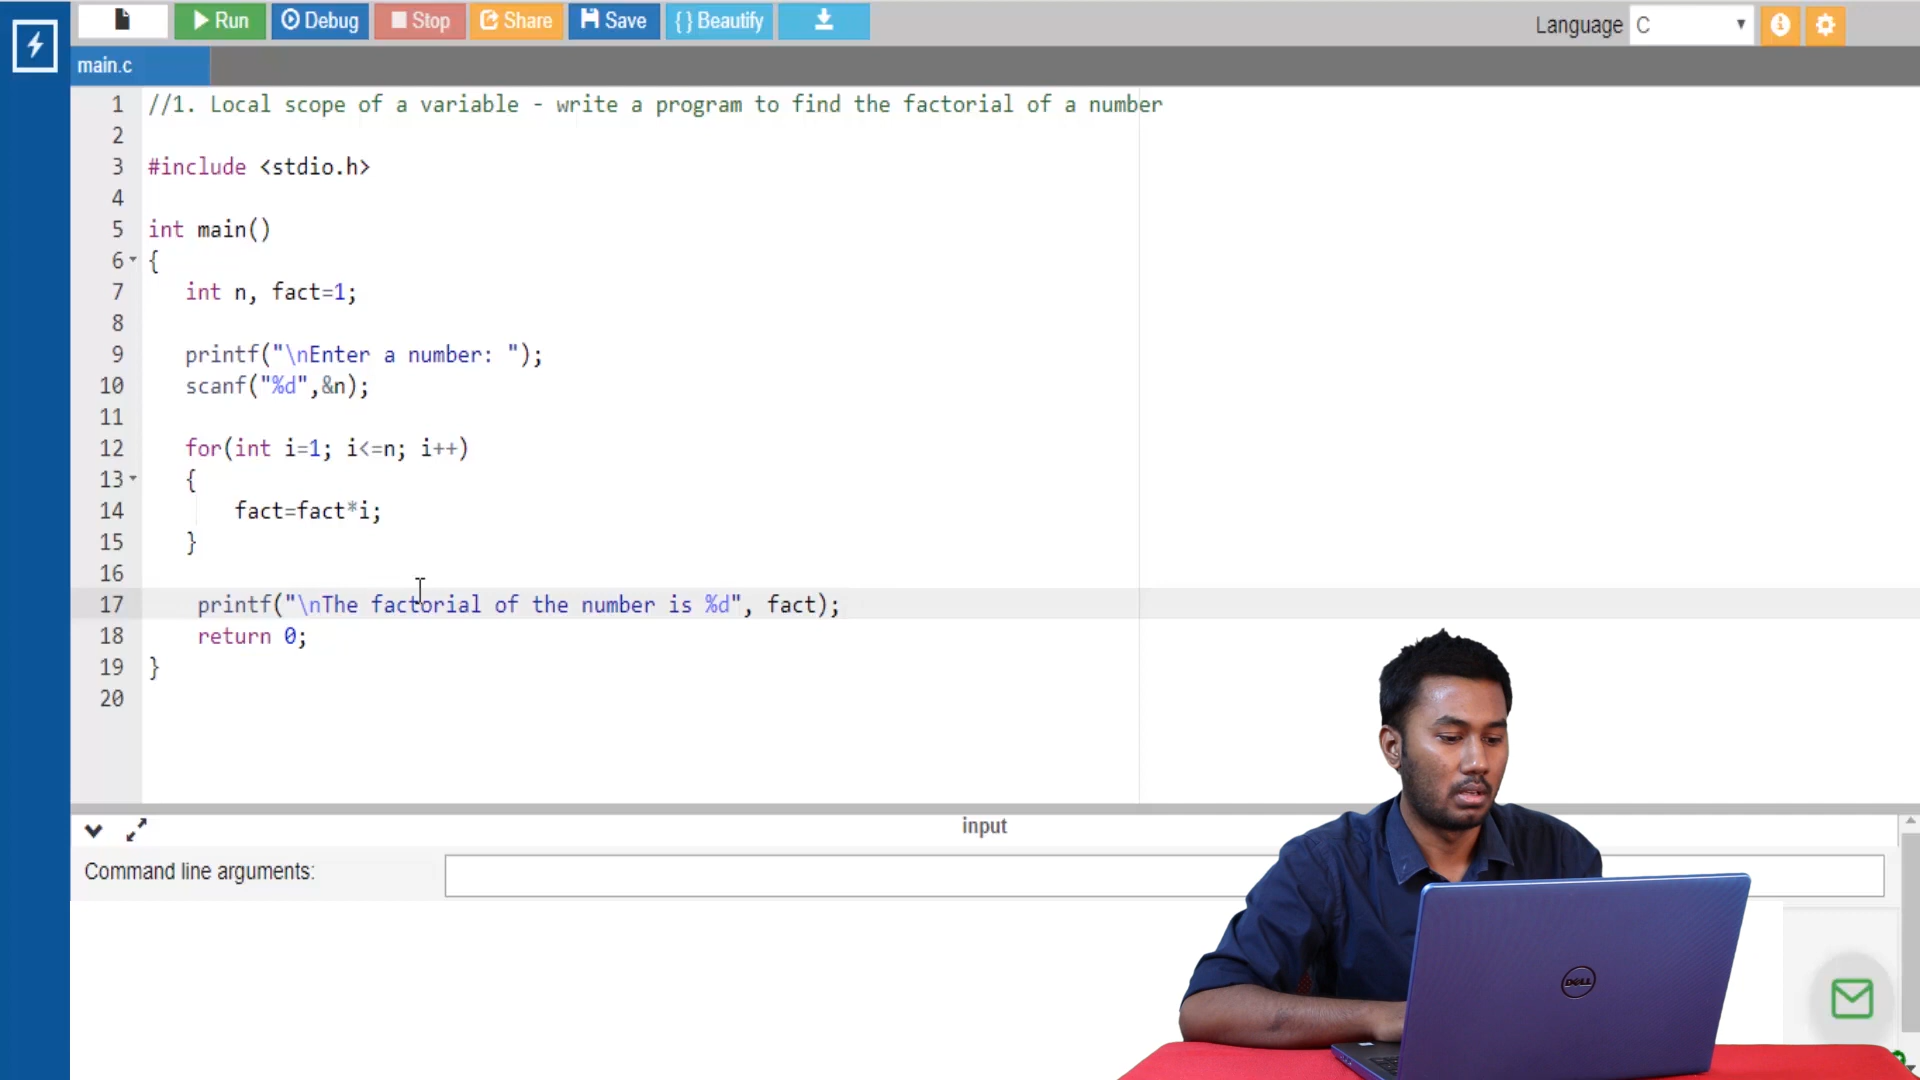 Run Debug Stop Share Save { } Beautify Language C
main.c
1 //1. Local scope of a variable - write a program to find the factorial of a number
2
3 #include <stdio.h>
4
5 int main()
6 {
7 int n, fact=1;
8
9 printf("\nEnter a number: ");
10 scanf("%d",&n);
11
12 for(int i=1; i<=n; i++)
13 {
14 fact=fact*i;
15 }
16
17 printf("\nThe factorial of the number is %d", fact);
18 return 0;
19 }
20
input
Command line arguments:
DELL